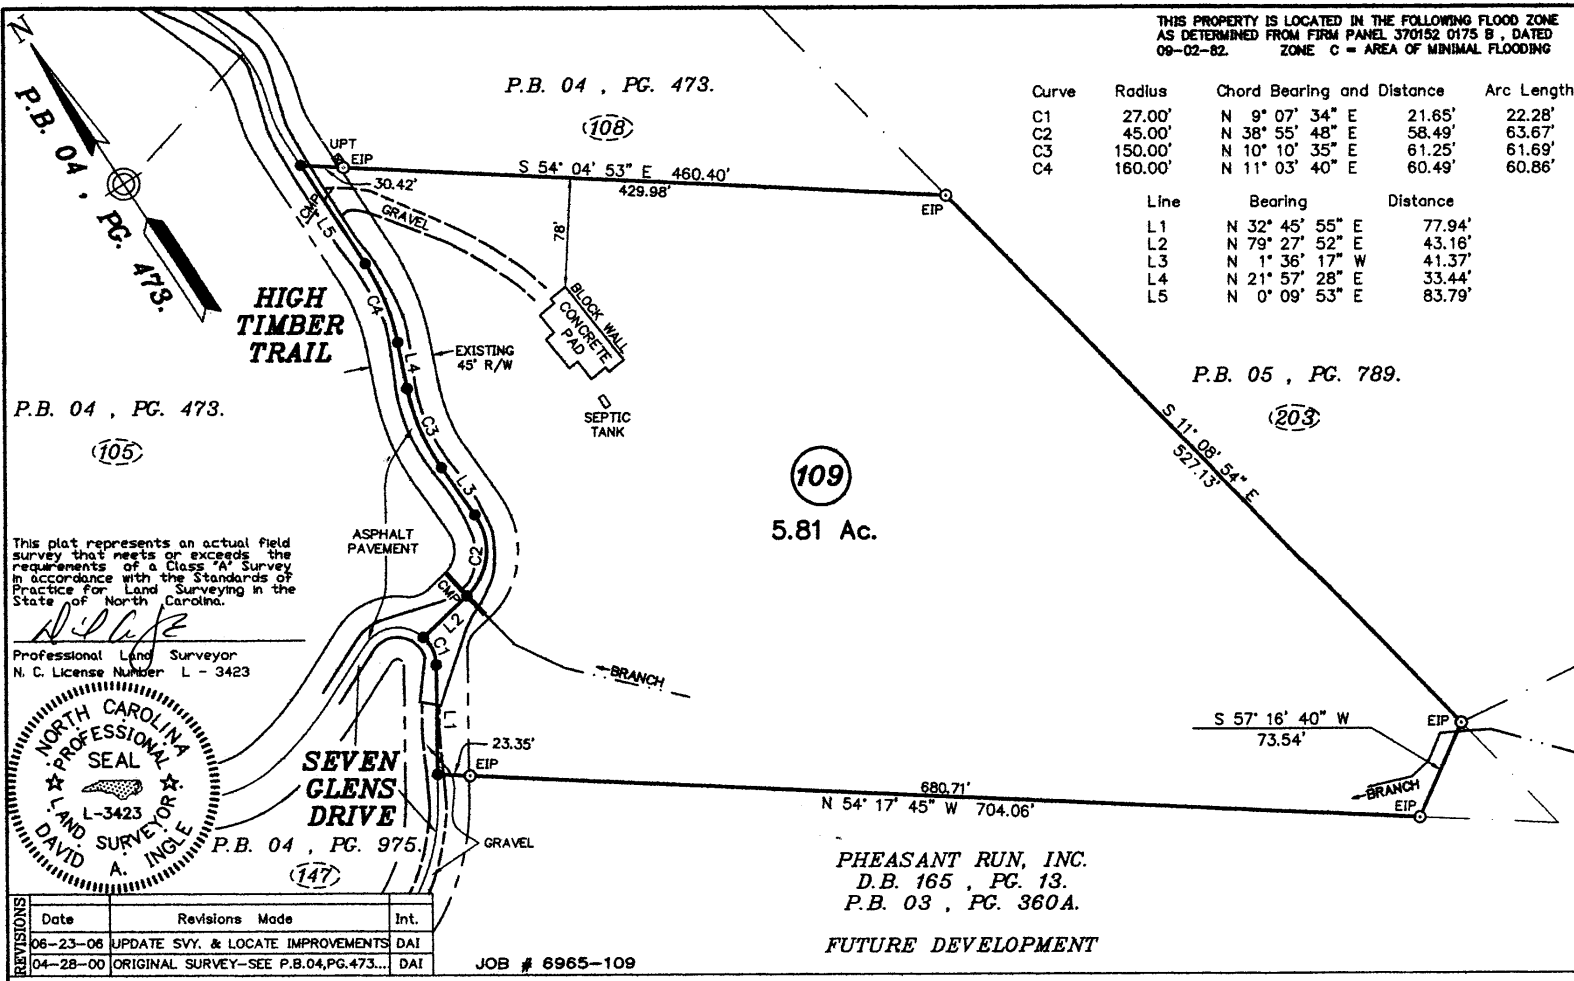 THIS PROPERTY IS LOCATED IN THE FOLLOWING FLOOD ZONE
AS DETERMINED FROM FIRM PANEL 370152 0175 B , DATED
09-02-82. ZONE C = AREA OF MINIMAL FLOODING
N
P.B. 04 , PG. 473.
P.B. 04 , PG. 473.
108
Curve Radius Chord Bearing and Distance Arc Length
C1 27.00' N 9° 07' 34" E 21.65' 22.28'
C2 45.00' N 38° 55' 48" E 58.49' 63.67'
C3 150.00' N 10° 10' 35" E 61.25' 61.69'
C4 160.00' N 11° 03' 40" E 60.49' 60.86'
Line Bearing Distance
L1 N 32° 45' 55" E 77.94'
L2 N 79° 27' 52" E 43.16'
L3 N 1° 36' 17" W 41.37'
L4 N 21° 57' 28" E 33.44'
L5 N 0° 09' 53" E 83.79'
UPT
EIP
S 54° 04' 53" E 460.40'
429.98'
30.42'
EIP
CMP
L5
GRAVEL
78'
HIGH
TIMBER
TRAIL
C4
L4
EXISTING
45' R/W
BLOCK WALL
CONCRETE
PAD
SEPTIC
TANK
P.B. 05 , PG. 789.
203
S 11° 08' 54" E
527.13'
P.B. 04 , PG. 473.
105
C3
L3
109
5.81 Ac.
ASPHALT
PAVEMENT
C2
CMP
L2
C1
L1
BRANCH
This plat represents an actual field
survey that meets or exceeds the
requirements of a Class "A" Survey
in accordance with the Standards of
Practice for Land Surveying in the
State of North Carolina.
Professional Land Surveyor
N. C. License Number L - 3423
NORTH CAROLINA
PROFESSIONAL
SEAL
L-3423
LAND SURVEYOR
DAVID A. INGLE
SEVEN
GLENS
DRIVE
23.35'
EIP
S 57° 16' 40" W
73.54'
EIP
BRANCH
EIP
680.71'
N 54° 17' 45" W 704.06'
P.B. 04 , PG. 975.
147
GRAVEL
PHEASANT RUN, INC.
D.B. 165 , PG. 13.
P.B. 03 , PG. 360A.
FUTURE DEVELOPMENT
REVISIONS
Date Revisions Made Int.
06-23-06 UPDATE SVY. & LOCATE IMPROVEMENTS DAI
04-28-00 ORIGINAL SURVEY-SEE P.B.04,PG.473... DAI
JOB # 6965-109